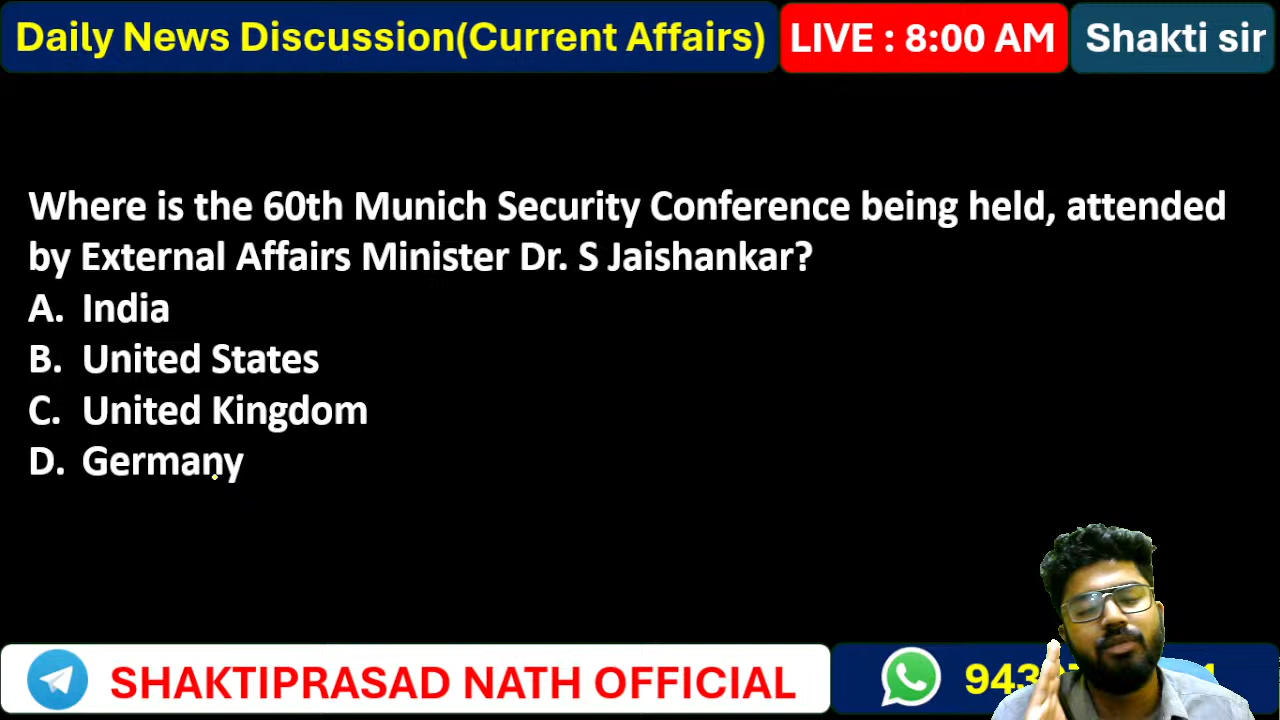 Daily News Discussion(Current Affairs)
LIVE : 8:00 AM
Shakti sir
Where is the 60th Munich Security Conference being held, attended
by External Affairs Minister Dr. S Jaishankar?
A. India
B. United States
C. United Kingdom
D. Germany
SHAKTIPRASAD NATH OFFICIAL